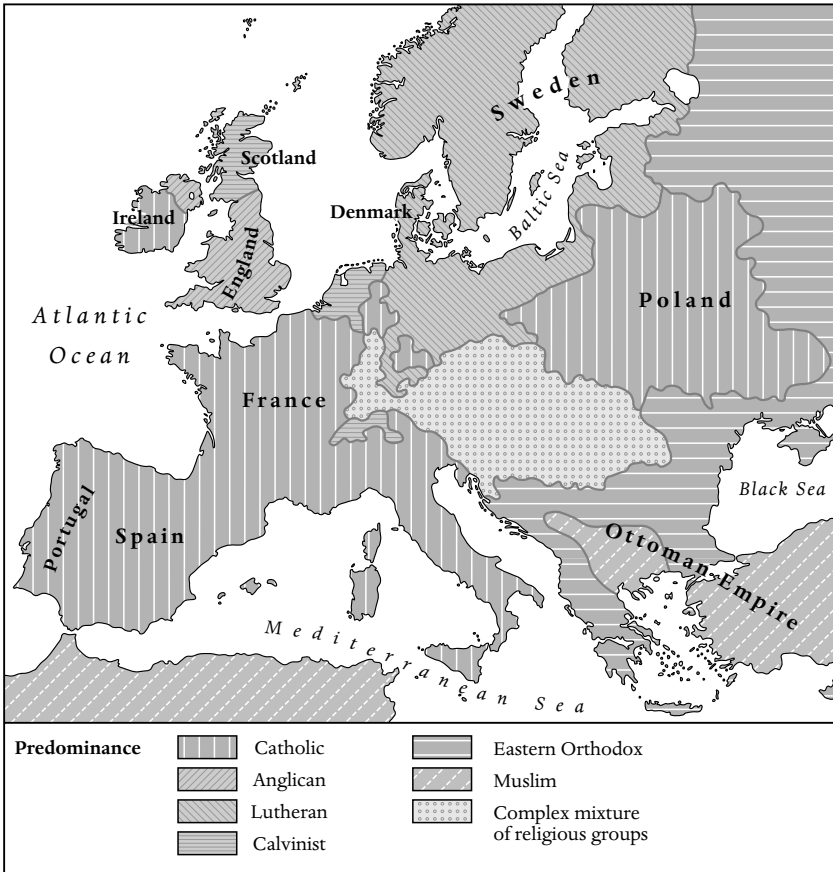 Sweden
Scotland
Baltic Sea
Ireland
Denmark
England
Poland
Atlantic
Ocean
France
Black Sea
Portugal
Spain
Ottoman Empire
Mediterranean Sea
Predominance
Catholic
Anglican
Lutheran
Calvinist
Eastern Orthodox
Muslim
Complex mixture
of religious groups